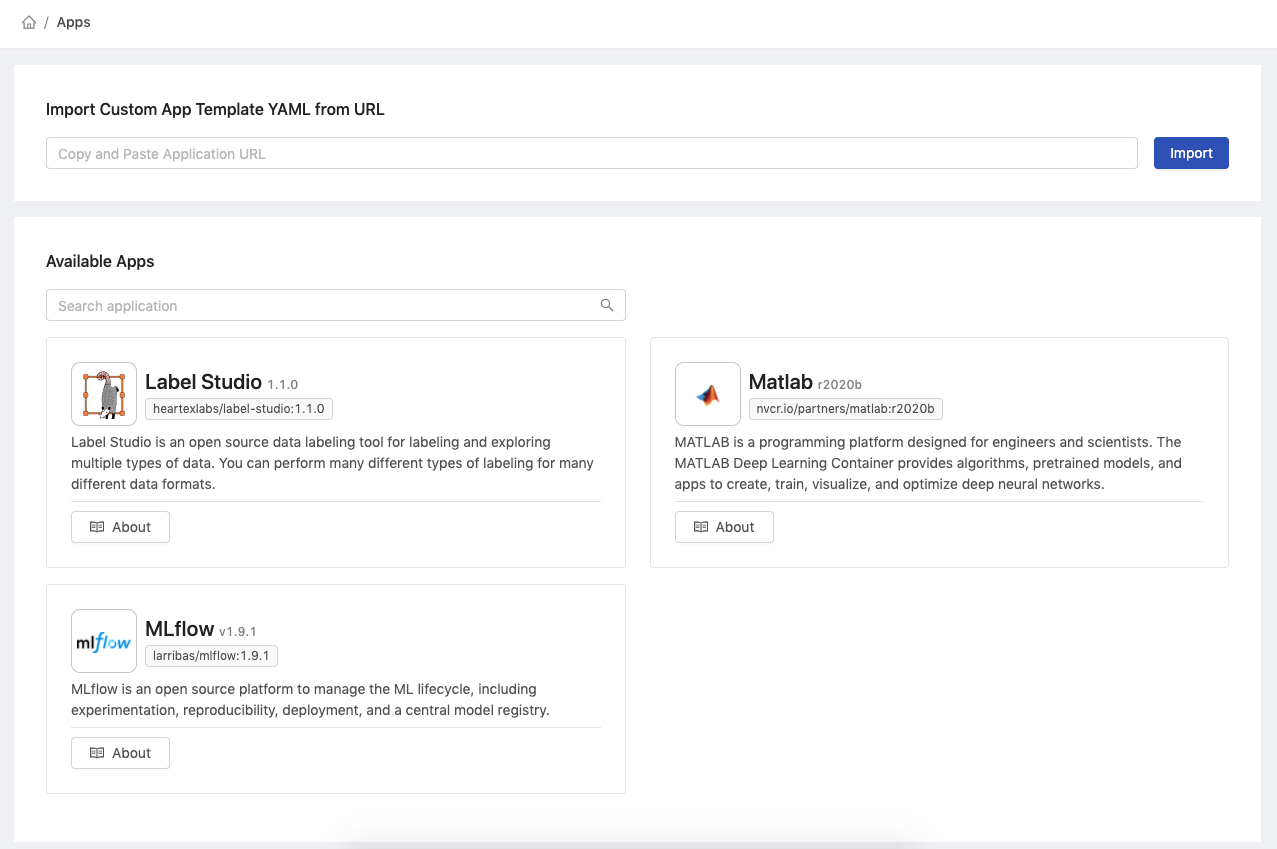 / Apps
Import Custom App Template YAML from URL
Copy and Paste Application URL
Import
Available Apps
Search application
Label Studio 1.1.0
heartexlabs/label-studio:1.1.0
Label Studio is an open source data labeling tool for labeling and exploring
multiple types of data. You can perform many different types of labeling for many
different data formats.
About
Matlab r2020b
nvcr.io/partners/matlab:r2020b
MATLAB is a programming platform designed for engineers and scientists. The
MATLAB Deep Learning Container provides algorithms, pretrained models, and
apps to create, train, visualize, and optimize deep neural networks.
About
mlflow
MLflow v1.9.1
larribas/mlflow:1.9.1
MLflow is an open source platform to manage the ML lifecycle, including
experimentation, reproducibility, deployment, and a central model registry.
About